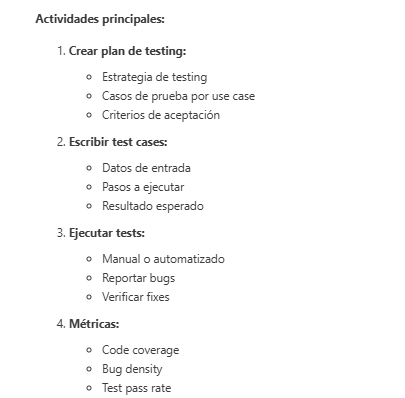 Actividades principales:
1. Crear plan de testing:
○ Estrategia de testing
○ Casos de prueba por use case
○ Criterios de aceptación
2. Escribir test cases:
○ Datos de entrada
○ Pasos a ejecutar
○ Resultado esperado
3. Ejecutar tests:
○ Manual o automatizado
○ Reportar bugs
○ Verificar fixes
4. Métricas:
○ Code coverage
○ Bug density
○ Test pass rate